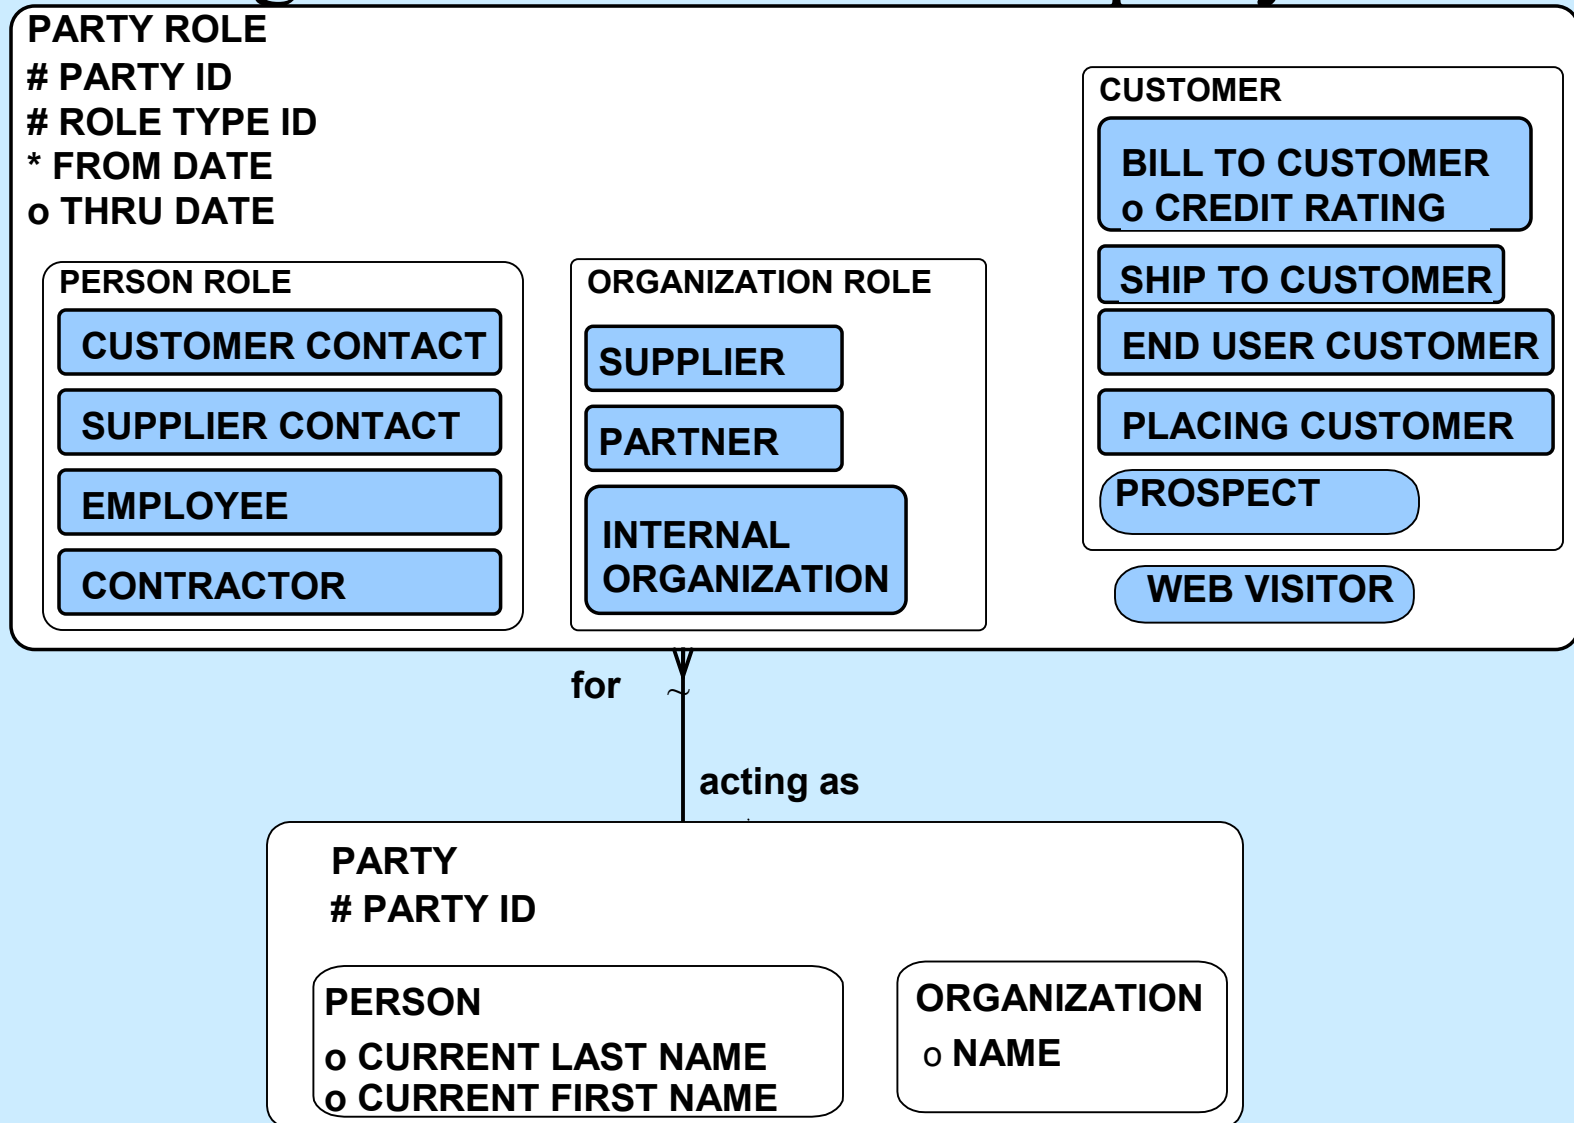 PARTY ROLE
# PARTY ID
# ROLE TYPE ID
* FROM DATE
o THRU DATE
PERSON ROLE
CUSTOMER CONTACT
SUPPLIER CONTACT
EMPLOYEE
CONTRACTOR
ORGANIZATION ROLE
SUPPLIER
PARTNER
INTERNAL
ORGANIZATION
CUSTOMER
BILL TO CUSTOMER
o CREDIT RATING
SHIP TO CUSTOMER
END USER CUSTOMER
PLACING CUSTOMER
PROSPECT
WEB VISITOR
for
~
acting as
PARTY
# PARTY ID
PERSON
o CURRENT LAST NAME
o CURRENT FIRST NAME
ORGANIZATION
o NAME